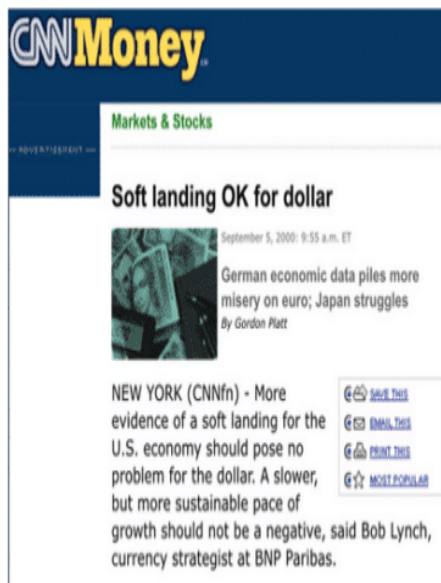 CNNMoney
Markets & Stocks
ADVERTISEMENT
Soft landing OK for dollar
September 5, 2000: 9:55 a.m. ET
German economic data piles more
misery on euro; Japan struggles
By Gordon Platt
NEW YORK (CNNfn) - More
evidence of a soft landing for the
U.S. economy should pose no
problem for the dollar. A slower,
but more sustainable pace of
growth should not be a negative, said Bob Lynch,
currency strategist at BNP Paribas.
SAVE THIS
EMAIL THIS
PRINT THIS
MOST POPULAR